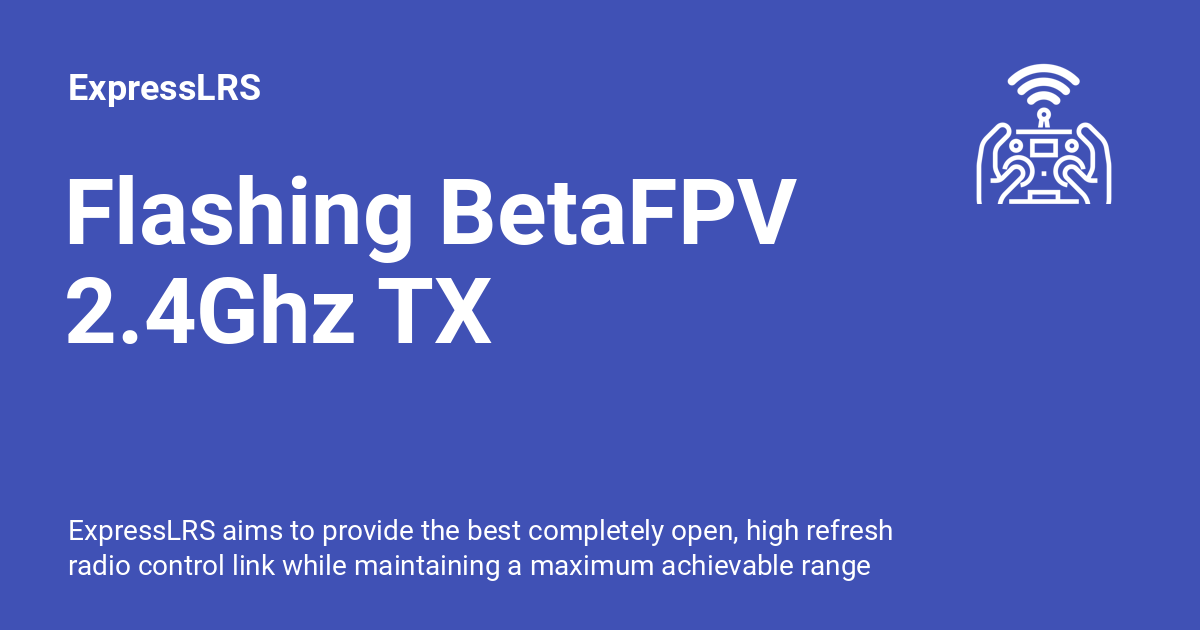 ExpressLRS
Flashing BetaFPV
2.4Ghz TX
ExpressLRS aims to provide the best completely open, high refresh
radio control link while maintaining a maximum achievable range